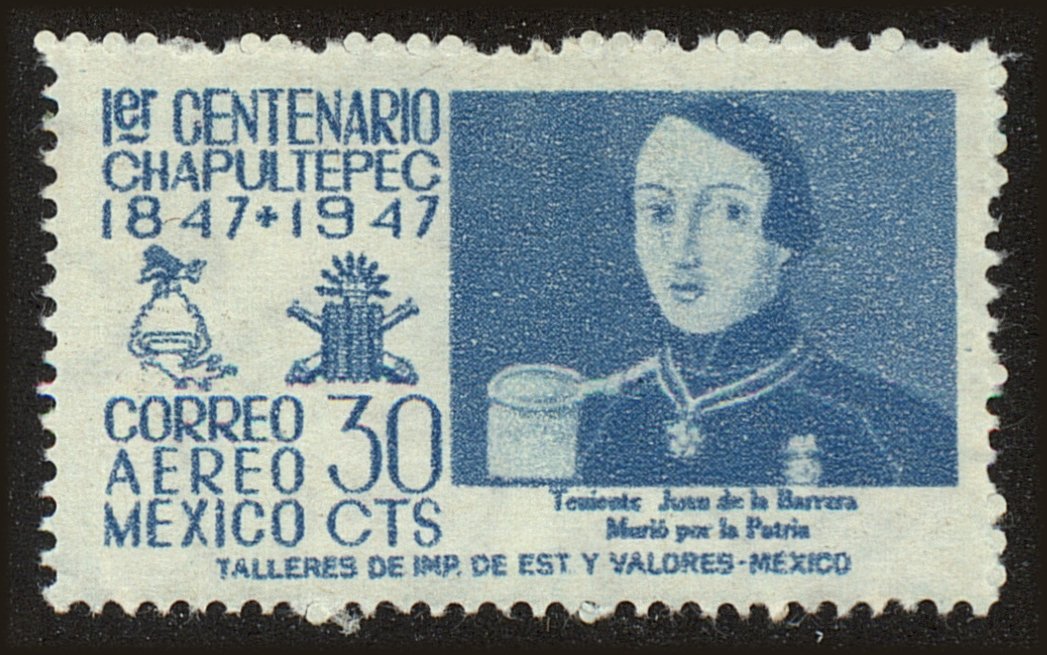 1er CENTENARIO
CHAPULTEPEC
1847+1947
CORREO
AEREO
MEXICO
30
CTS
Teniente Juan de la Barrera
Murió por la Patria
TALLERES DE IMP. DE EST Y VALORES-MEXICO